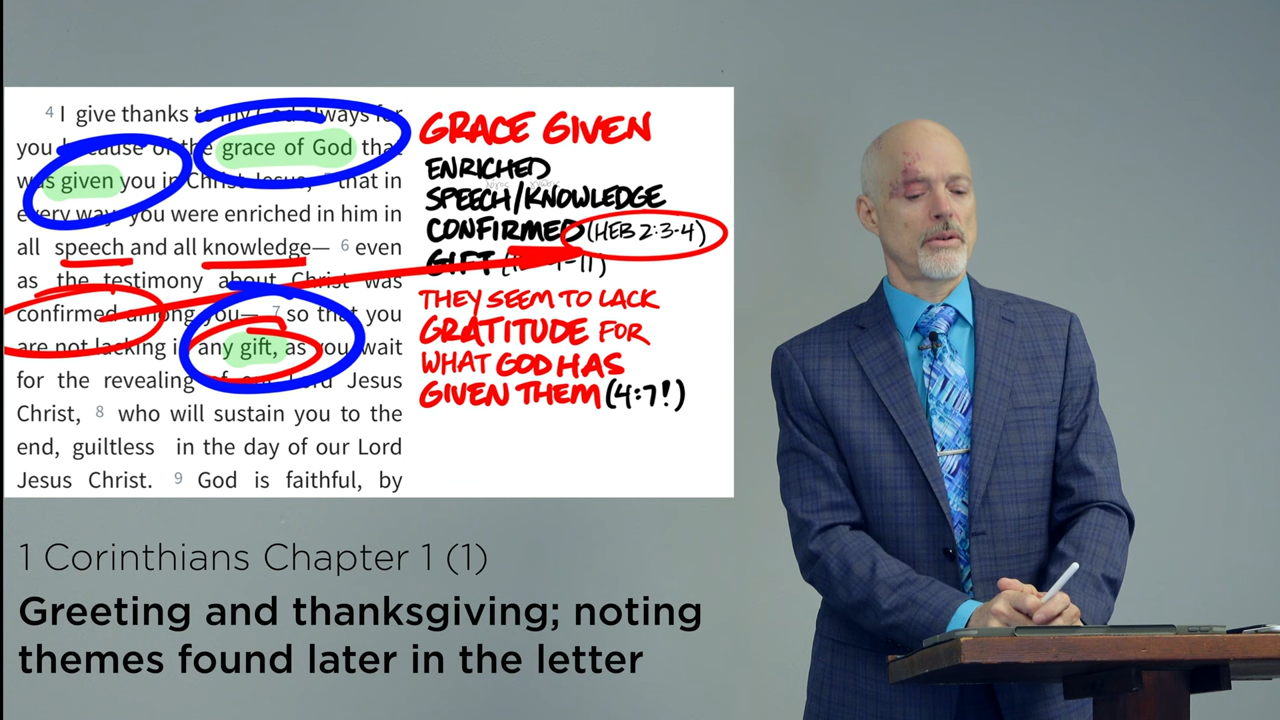 4 I give thanks to my God always for
you because of the grace of God that
was given you in Christ Jesus, that in
every way you were enriched in him in
all speech and all knowledge— 6 even
as the testimony about Christ was
confirmed among you— 7 so that you
are not lacking in any gift, as you wait
for the revealing of our Lord Jesus
Christ, 8 who will sustain you to the
end, guiltless in the day of our Lord
Jesus Christ. 9 God is faithful, by
GRACE GIVEN
ENRICHED
SPEECH/KNOWLEDGE
CONFIRMED (HEB 2:3-4)
GIFT
THEY SEEM TO LACK
GRATITUDE FOR
WHAT GOD HAS
GIVEN THEM (4:7!)
1 Corinthians Chapter 1 (1)
Greeting and thanksgiving; noting
themes found later in the letter